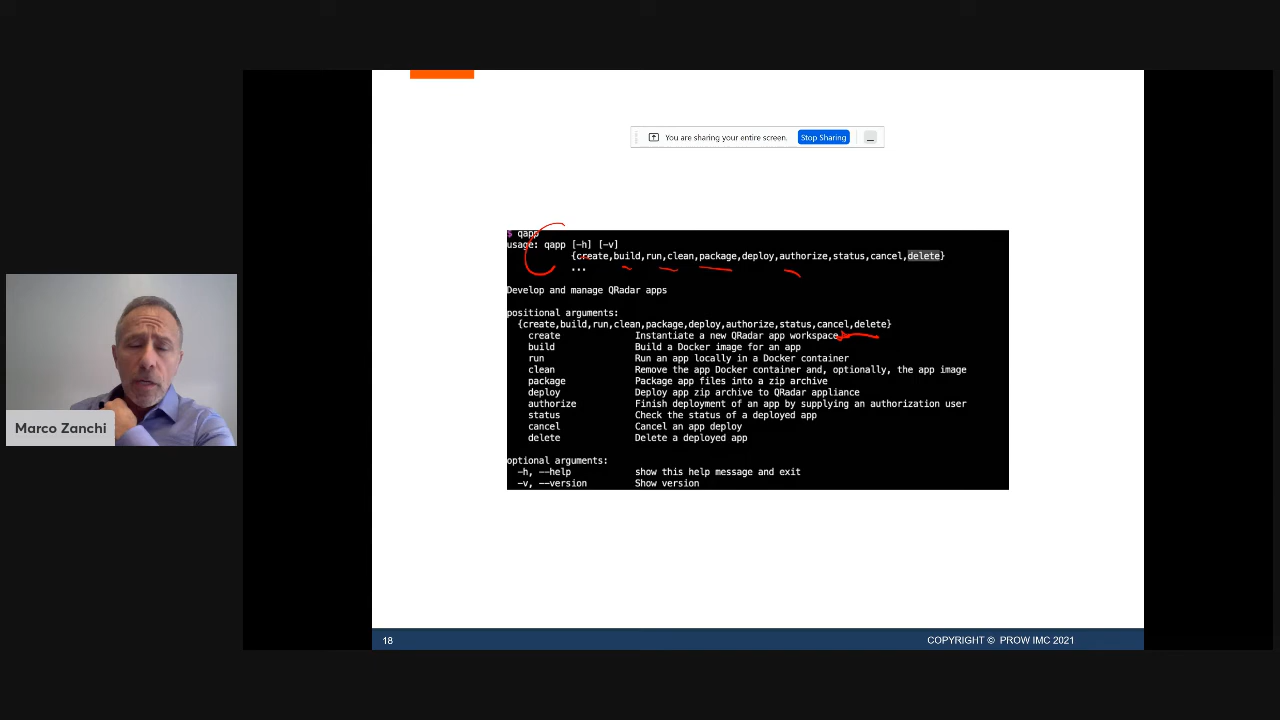 You are sharing your entire screen. Stop Sharing
$ qapp
usage: qapp [-h] [-v]
{create,build,run,clean,package,deploy,authorize,status,cancel,delete}
...
Develop and manage QRadar apps
positional arguments:
{create,build,run,clean,package,deploy,authorize,status,cancel,delete}
create Instantiate a new QRadar app workspace
build Build a Docker image for an app
run Run an app locally in a Docker container
clean Remove the app Docker container and, optionally, the app image
package Package app files into a zip archive
deploy Deploy app zip archive to QRadar appliance
authorize Finish deployment of an app by supplying an authorization user
status Check the status of a deployed app
cancel Cancel an app deploy
delete Delete a deployed app
optional arguments:
-h, --help show this help message and exit
-v, --version Show version
Marco Zanchi
18
COPYRIGHT © PROW IMC 2021